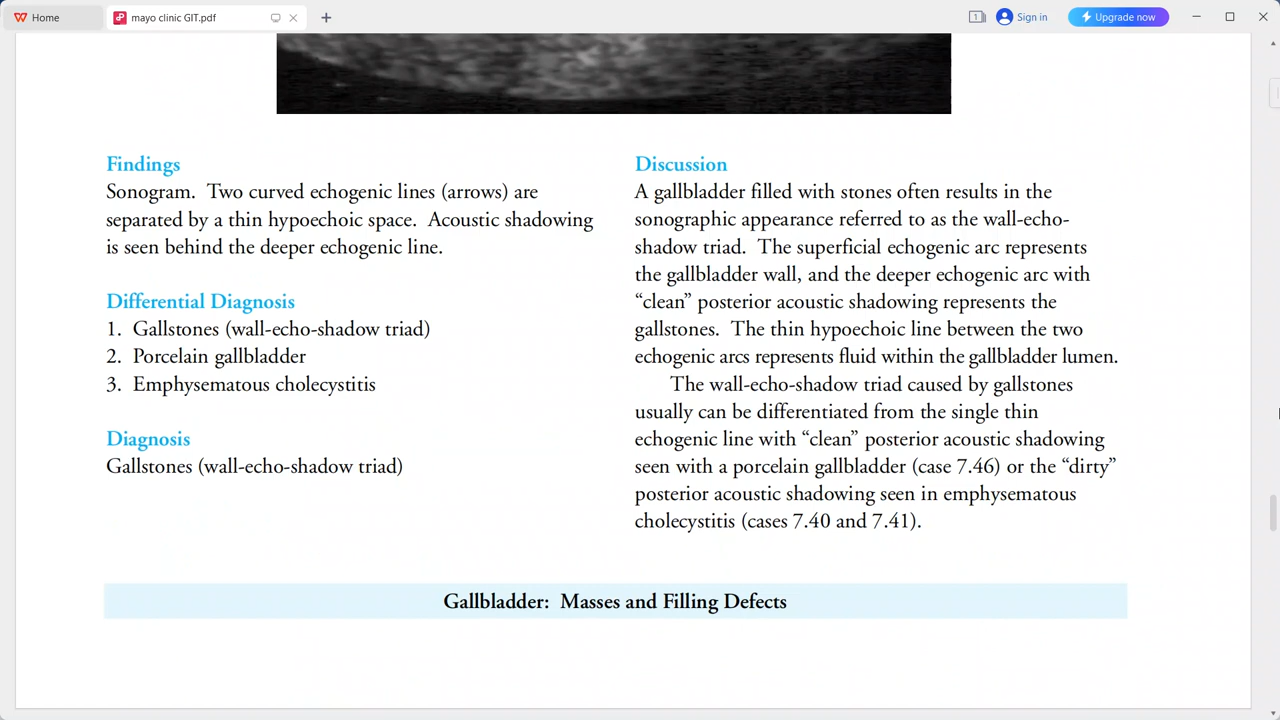 Home
mayo clinic GIT.pdf
1
Sign in
Upgrade now
Findings
Sonogram. Two curved echogenic lines (arrows) are
separated by a thin hypoechoic space. Acoustic shadowing
is seen behind the deeper echogenic line.
Differential Diagnosis
1. Gallstones (wall-echo-shadow triad)
2. Porcelain gallbladder
3. Emphysematous cholecystitis
Diagnosis
Gallstones (wall-echo-shadow triad)
Discussion
A gallbladder filled with stones often results in the
sonographic appearance referred to as the wall-echo-
shadow triad. The superficial echogenic arc represents
the gallbladder wall, and the deeper echogenic arc with
“clean” posterior acoustic shadowing represents the
gallstones. The thin hypoechoic line between the two
echogenic arcs represents fluid within the gallbladder lumen.
The wall-echo-shadow triad caused by gallstones
usually can be differentiated from the single thin
echogenic line with “clean” posterior acoustic shadowing
seen with a porcelain gallbladder (case 7.46) or the “dirty”
posterior acoustic shadowing seen in emphysematous
cholecystitis (cases 7.40 and 7.41).
Gallbladder: Masses and Filling Defects